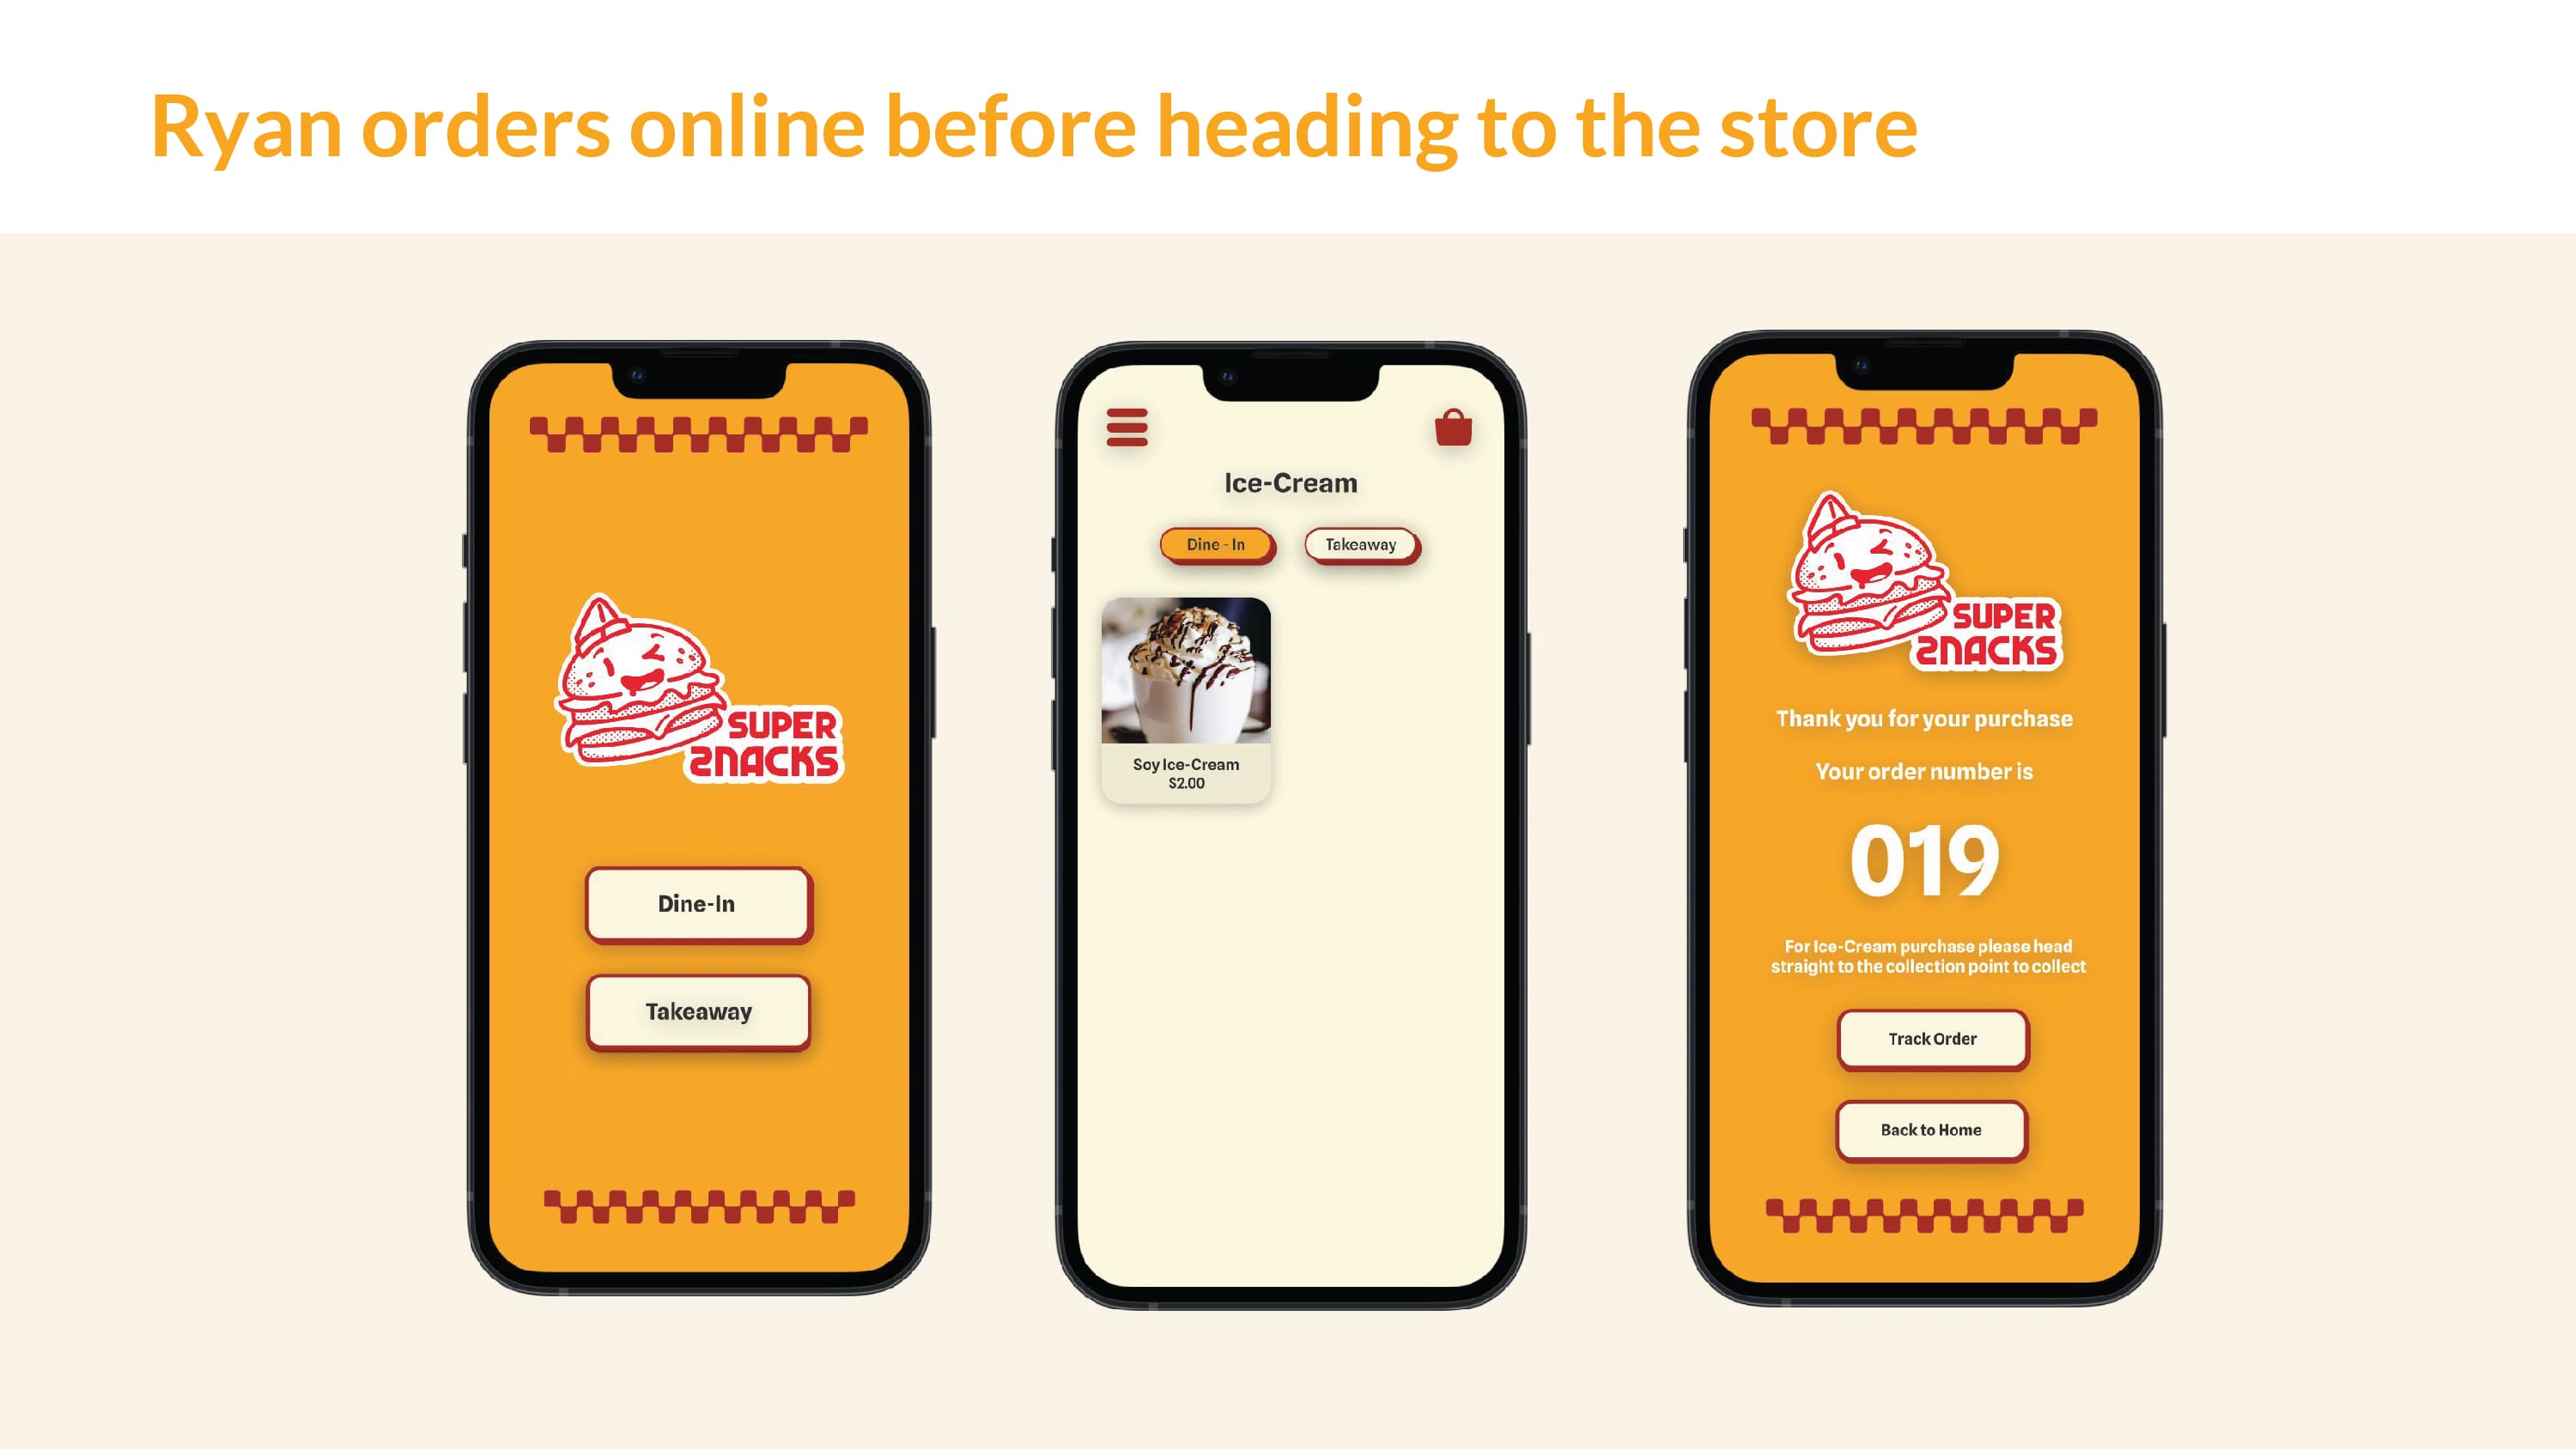 Ryan orders online before heading to the store
SUPER
SNACKS
Dine-In
Takeaway
Ice-Cream
Dine - In
Takeaway
Soy Ice-Cream
$2.00
SUPER
SNACKS
Thank you for your purchase
Your order number is
019
For Ice-Cream purchase please head
straight to the collection point to collect
Track Order
Back to Home